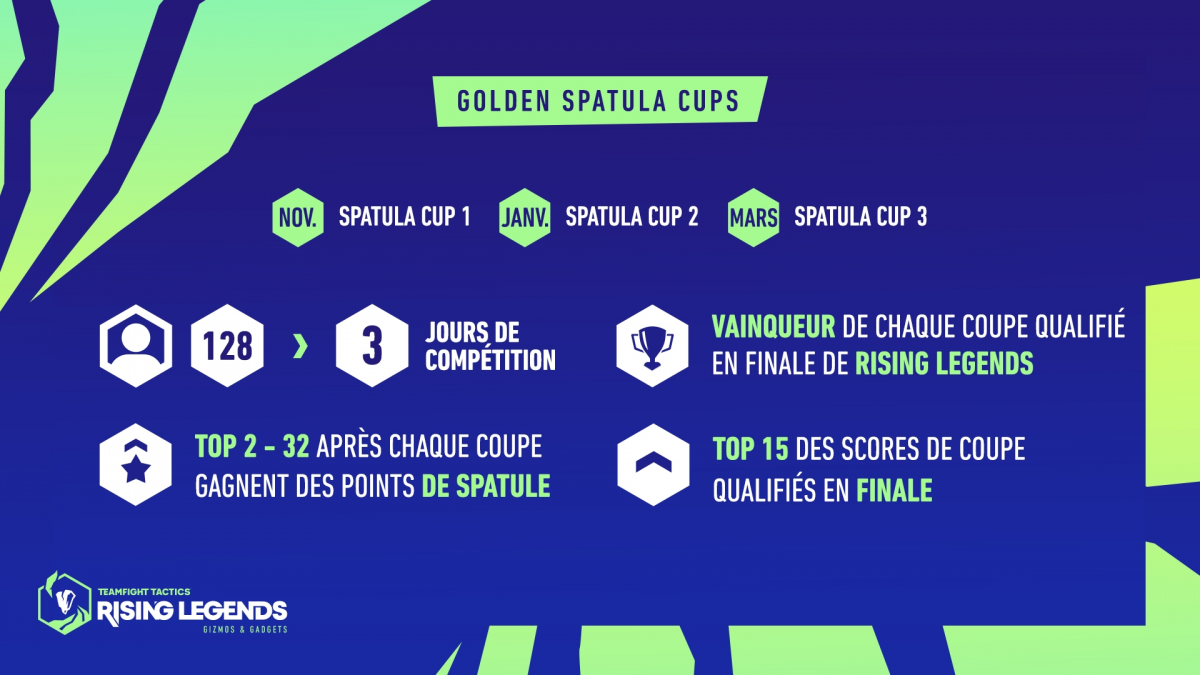 GOLDEN SPATULA CUPS
NOV. SPATULA CUP 1 JANV. SPATULA CUP 2 MARS SPATULA CUP 3
128 › 3 JOURS DE
COMPÉTITION
VAINQUEUR DE CHAQUE COUPE QUALIFIÉ
EN FINALE DE RISING LEGENDS
TOP 2 - 32 APRÈS CHAQUE COUPE
GAGNENT DES POINTS DE SPATULE
TOP 15 DES SCORES DE COUPE
QUALIFIÉS EN FINALE
TEAMFIGHT TACTICS
RISING LEGENDS
GIZMOS & GADGETS